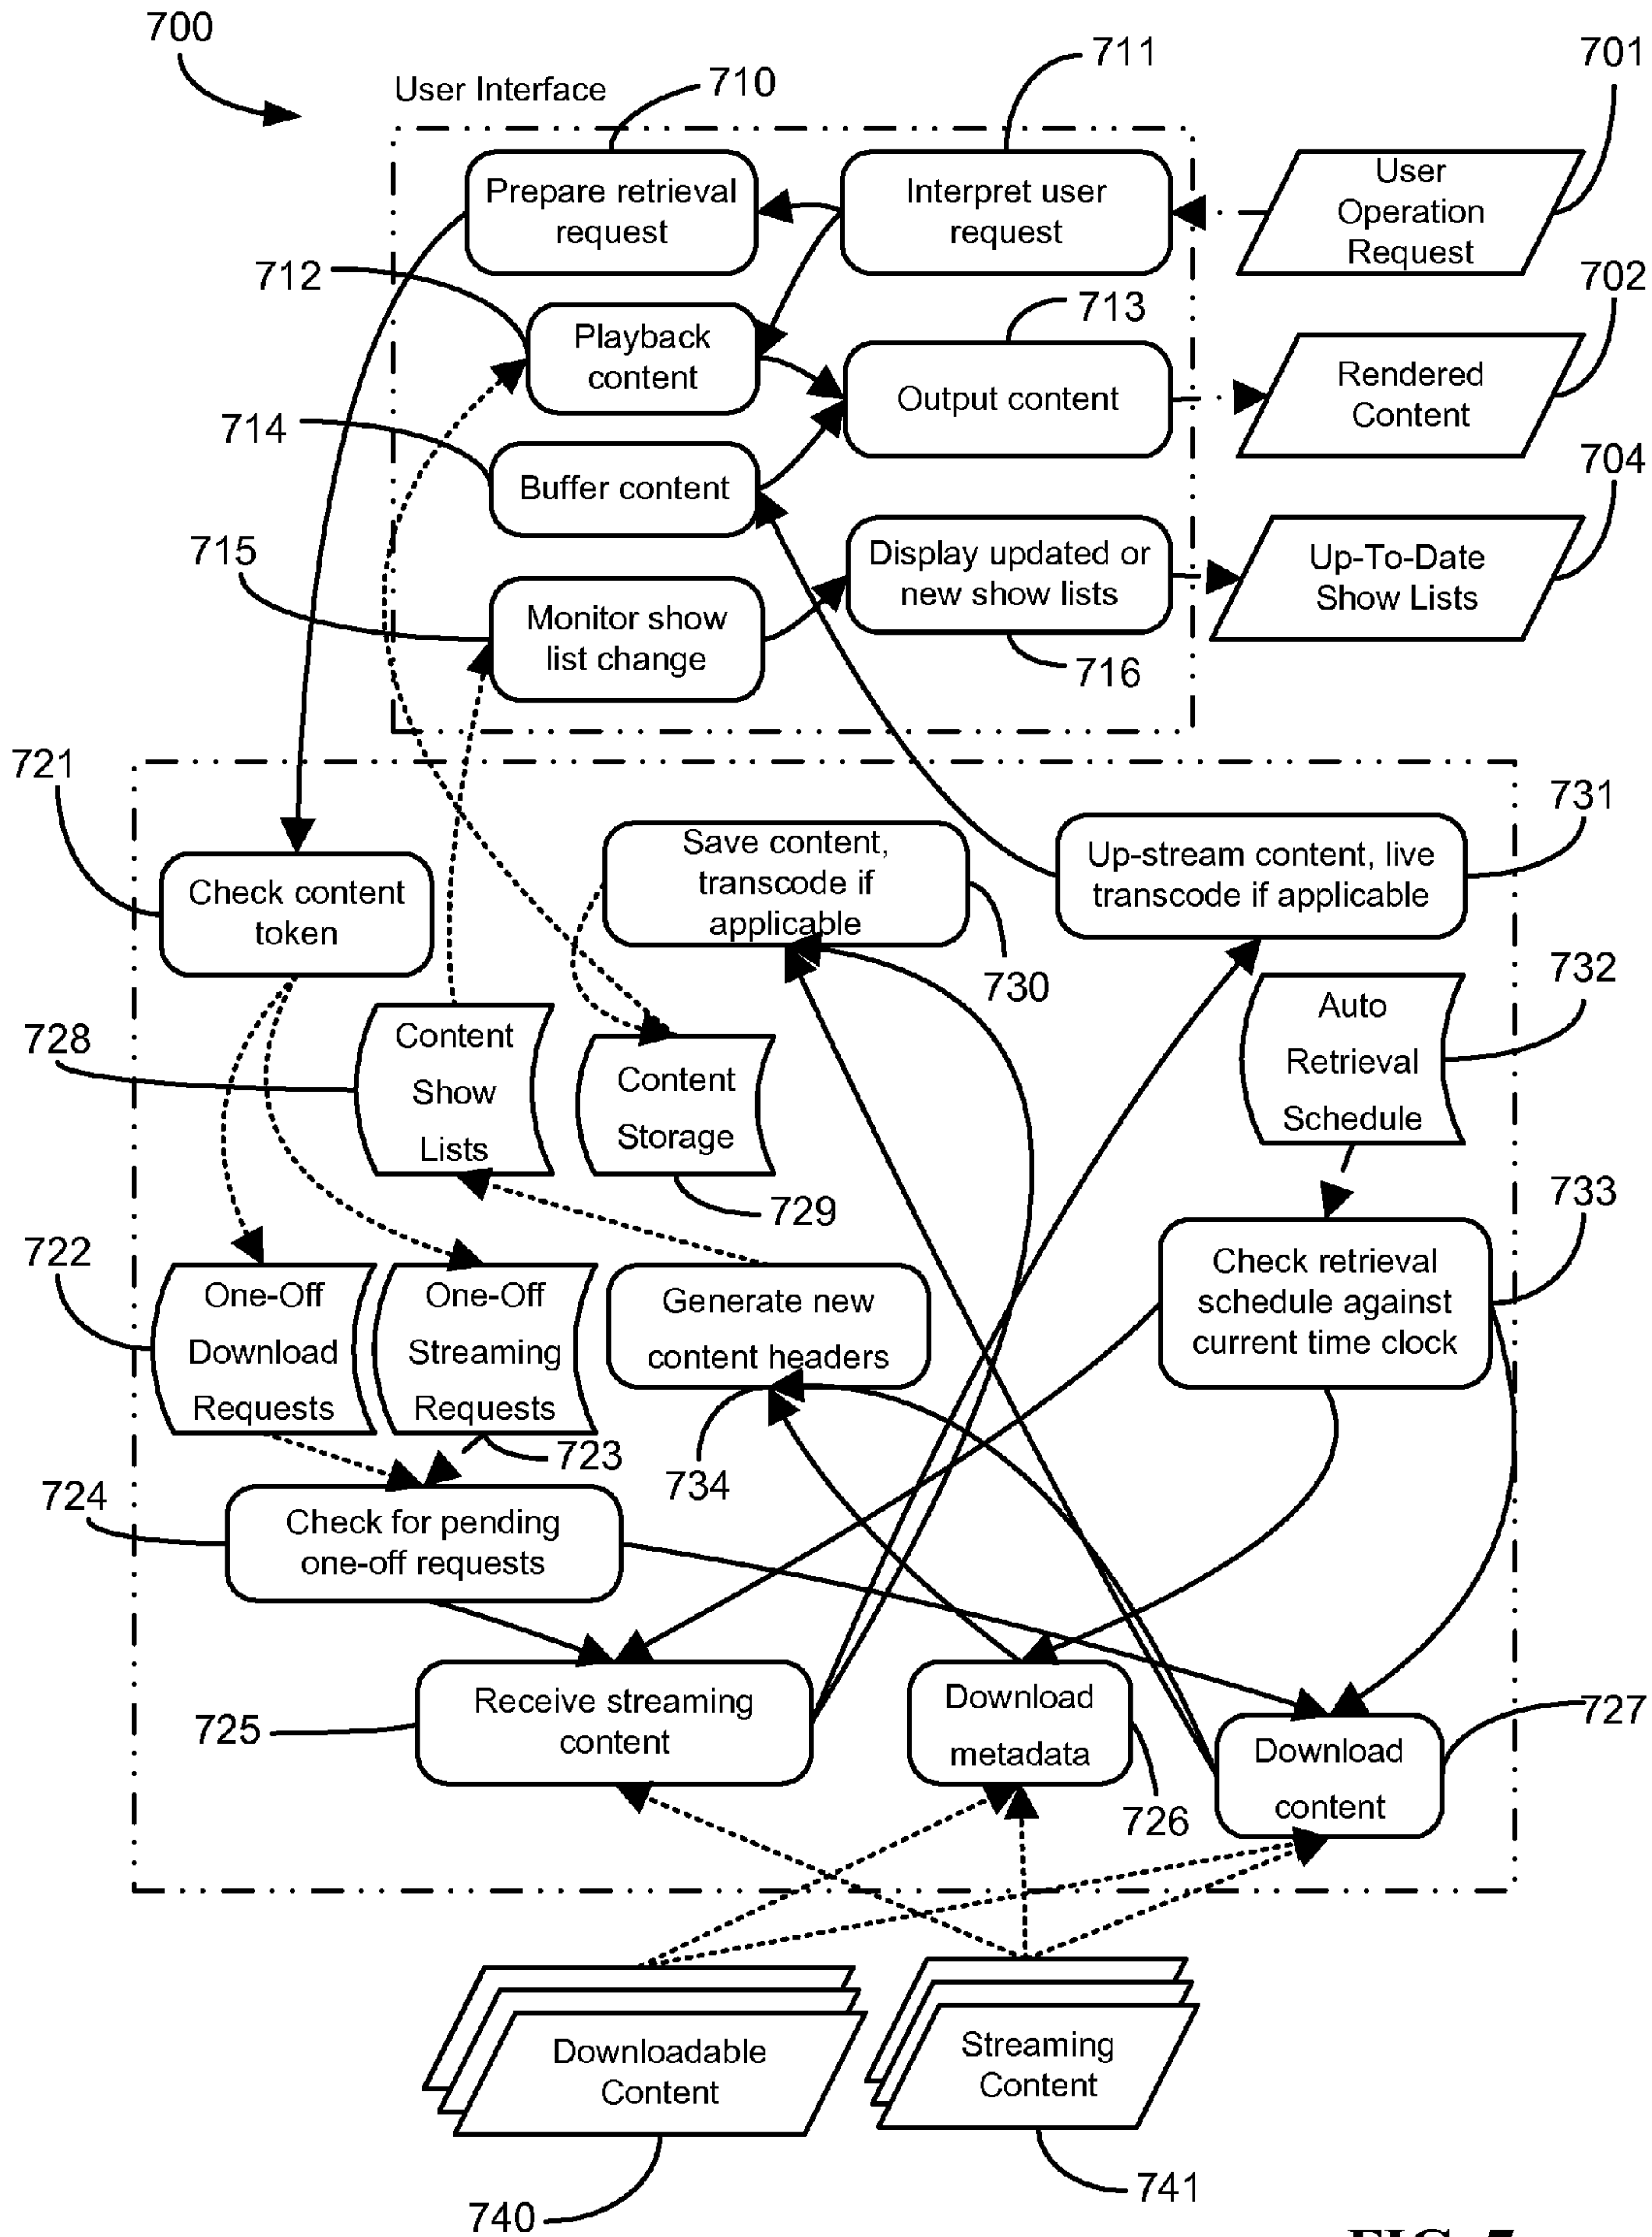 700
711
701
User Interface
710
Prepare retrieval
request
Interpret user
request
User
Operation
Request
712
702
713
Playback
content
Output content
Rendered
Content
714
704
Buffer content
715
Display updated or
new show lists
Up-To-Date
Show Lists
Monitor show
list change
716
721
731
Save content,
transcode if
applicable
Up-stream content, live
transcode if applicable
Check content
token
730
732
Auto
Retrieval
Schedule
728
Content
Show
Lists
Content
Storage
729
733
722
One-Off
Download
Requests
One-Off
Streaming
Requests
Generate new
content headers
Check retrieval
schedule against
current time clock
723
734
724
Check for pending
one-off requests
725
Receive streaming
content
Download
metadata
727
Download
content
726
Downloadable
Content
Streaming
Content
741
740